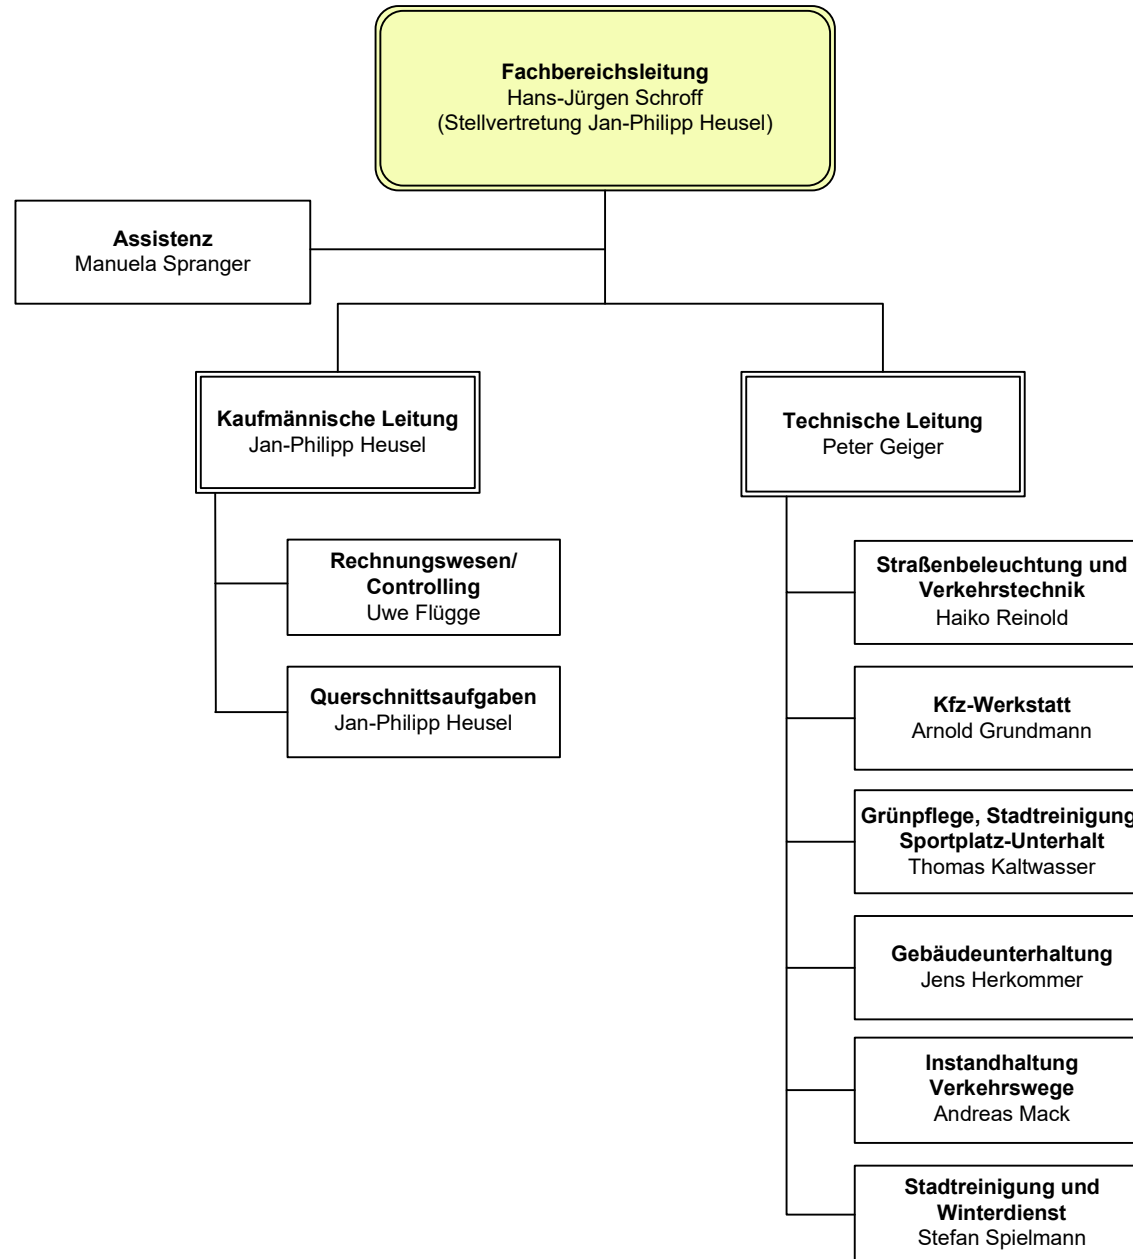 Fachbereichsleitung
Hans-Jürgen Schroff
(Stellvertretung Jan-Philipp Heusel)
Assistenz
Manuela Spranger
Kaufmännische Leitung
Jan-Philipp Heusel
Rechnungswesen/
Controlling
Uwe Flügge
Querschnittsaufgaben
Jan-Philipp Heusel
Technische Leitung
Peter Geiger
Straßenbeleuchtung und
Verkehrstechnik
Haiko Reinold
Kfz-Werkstatt
Arnold Grundmann
Grünpflege, Stadtreinigung
Sportplatz-Unterhalt
Thomas Kaltwasser
Gebäudeunterhaltung
Jens Herkommer
Instandhaltung
Verkehrswege
Andreas Mack
Stadtreinigung und
Winterdienst
Stefan Spielmann